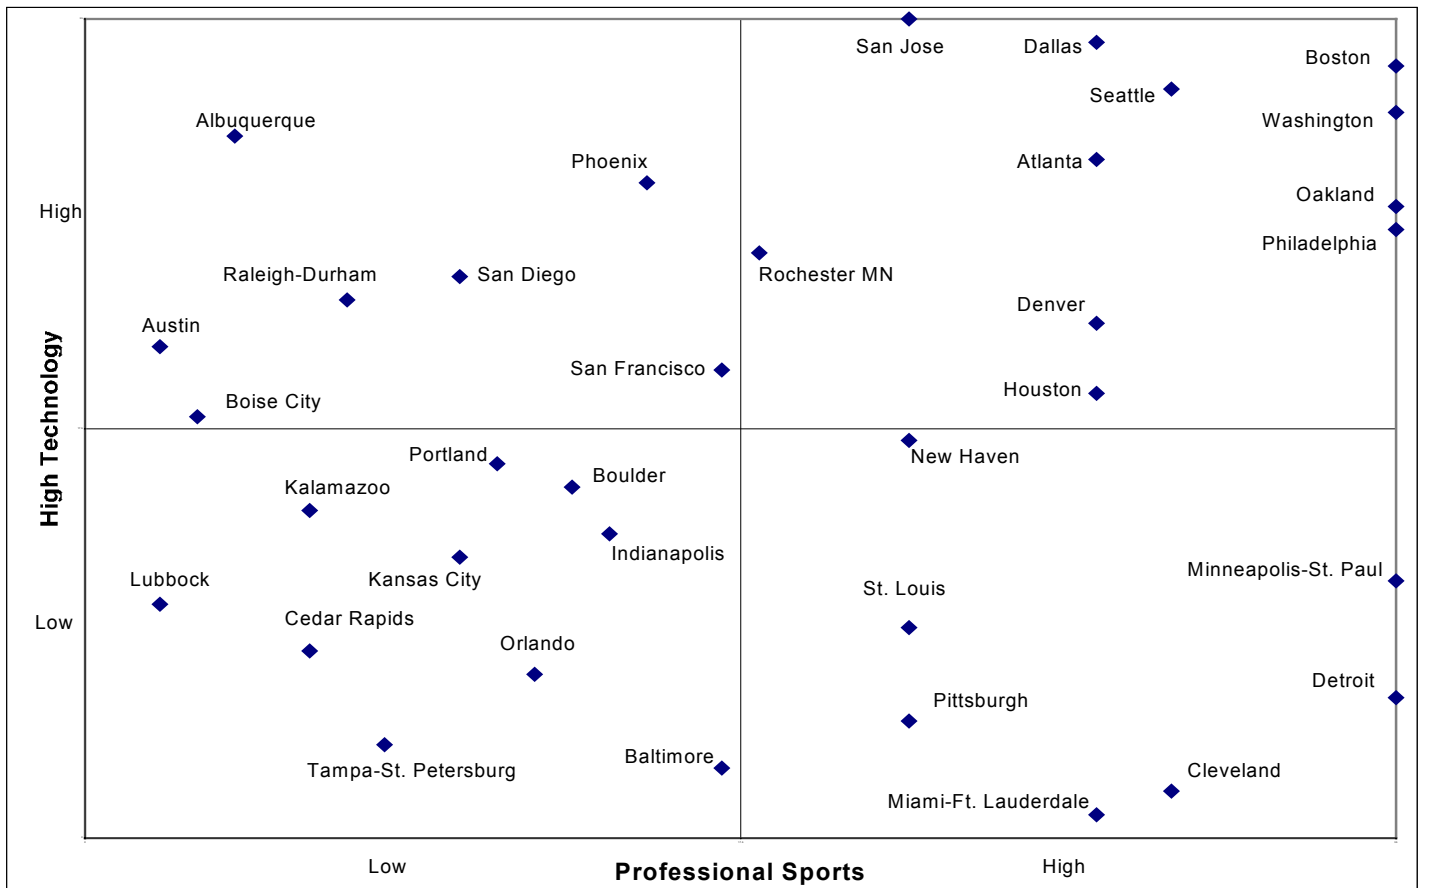 San Jose
Dallas
Boston
Seattle
Albuquerque
Washington
Phoenix
Atlanta
Oakland
High
Philadelphia
Raleigh-Durham
San Diego
Rochester MN
Denver
Austin
San Francisco
Houston
Boise City
High Technology
Portland
New Haven
Boulder
Kalamazoo
Indianapolis
Minneapolis-St. Paul
Lubbock
Kansas City
St. Louis
Cedar Rapids
Low
Orlando
Detroit
Pittsburgh
Baltimore
Tampa-St. Petersburg
Cleveland
Miami-Ft. Lauderdale
Low
Professional Sports
High